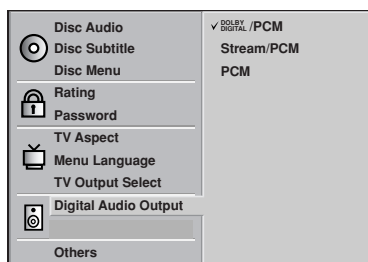 Disc Audio
Disc Subtitle
Disc Menu
Rating
Password
TV Aspect
Menu Language
TV Output Select
Digital Audio Output
Others
✓ DOLBY DIGITAL /PCM
Stream/PCM
PCM